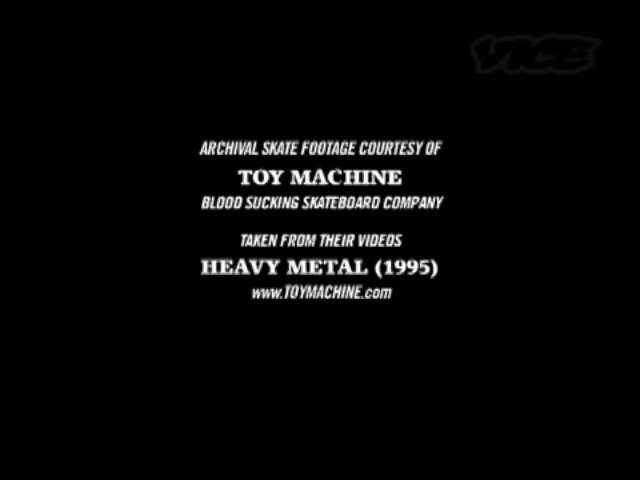 VICE
ARCHIVAL SKATE FOOTAGE COURTESY OF
TOY MACHINE
BLOOD SUCKING SKATEBOARD COMPANY
TAKEN FROM THEIR VIDEOS
HEAVY METAL (1995)
www.TOYMACHINE.com